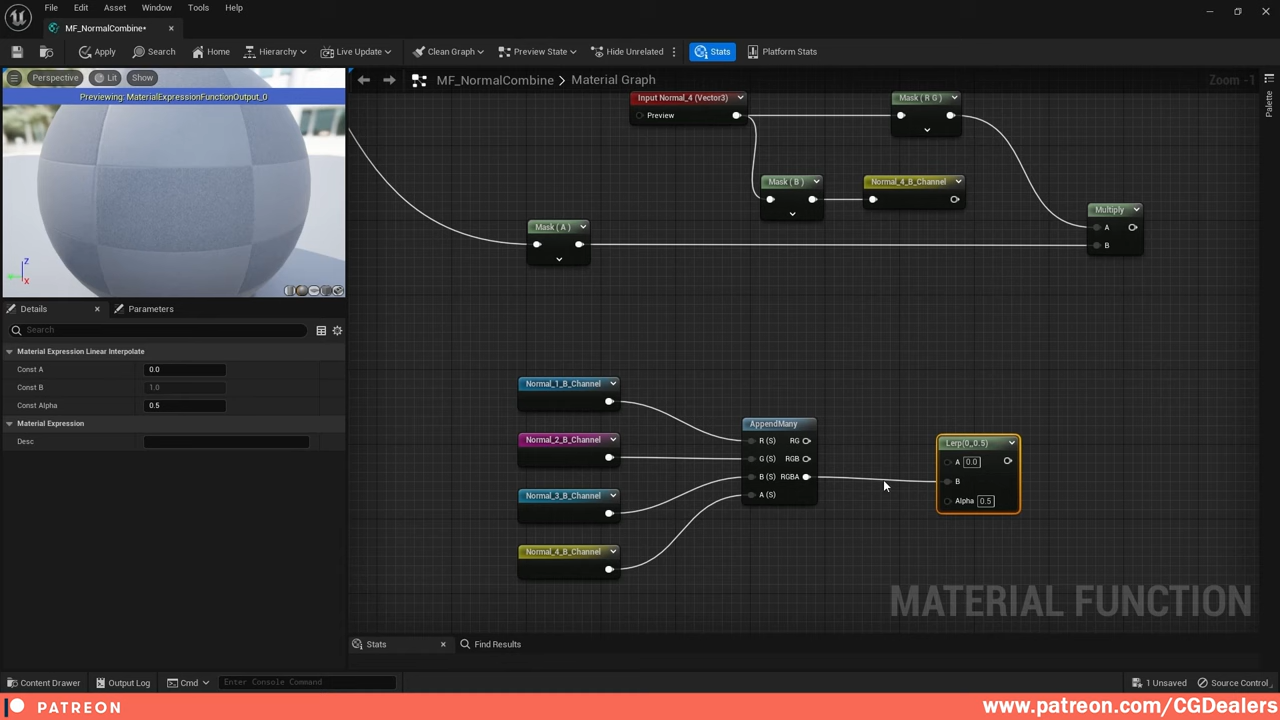 File Edit Asset Window Tools Help
MF_NormalCombine*
Apply Search Home Hierarchy Live Update Clean Graph Preview State Hide Unrelated Stats Platform Stats
Perspective Lit Show
Previewing: MaterialExpressionFunctionOutput_0
MF_NormalCombine Material Graph Zoom -1
Palette
Input Normal_4 (Vector3)
Preview
Mask ( R G )
Mask ( B )
Normal_4_B_Channel
Mask ( A )
Multiply
A
B
Z
X
Details Parameters
Search
Material Expression Linear Interpolate
Const A 0.0
Const B 1.0
Const Alpha 0.5
Material Expression
Desc
Normal_1_B_Channel
Normal_2_B_Channel
Normal_3_B_Channel
Normal_4_B_Channel
AppendMany
R (S) RG
G (S) RGB
B (S) RGBA
A (S)
Lerp(0,,0.5)
A 0.0
B
Alpha 0.5
MATERIAL FUNCTION
Stats Find Results
Content Drawer Output Log Cmd Enter Console Command 1 Unsaved Source Control
PATREON www.patreon.com/CGDealers